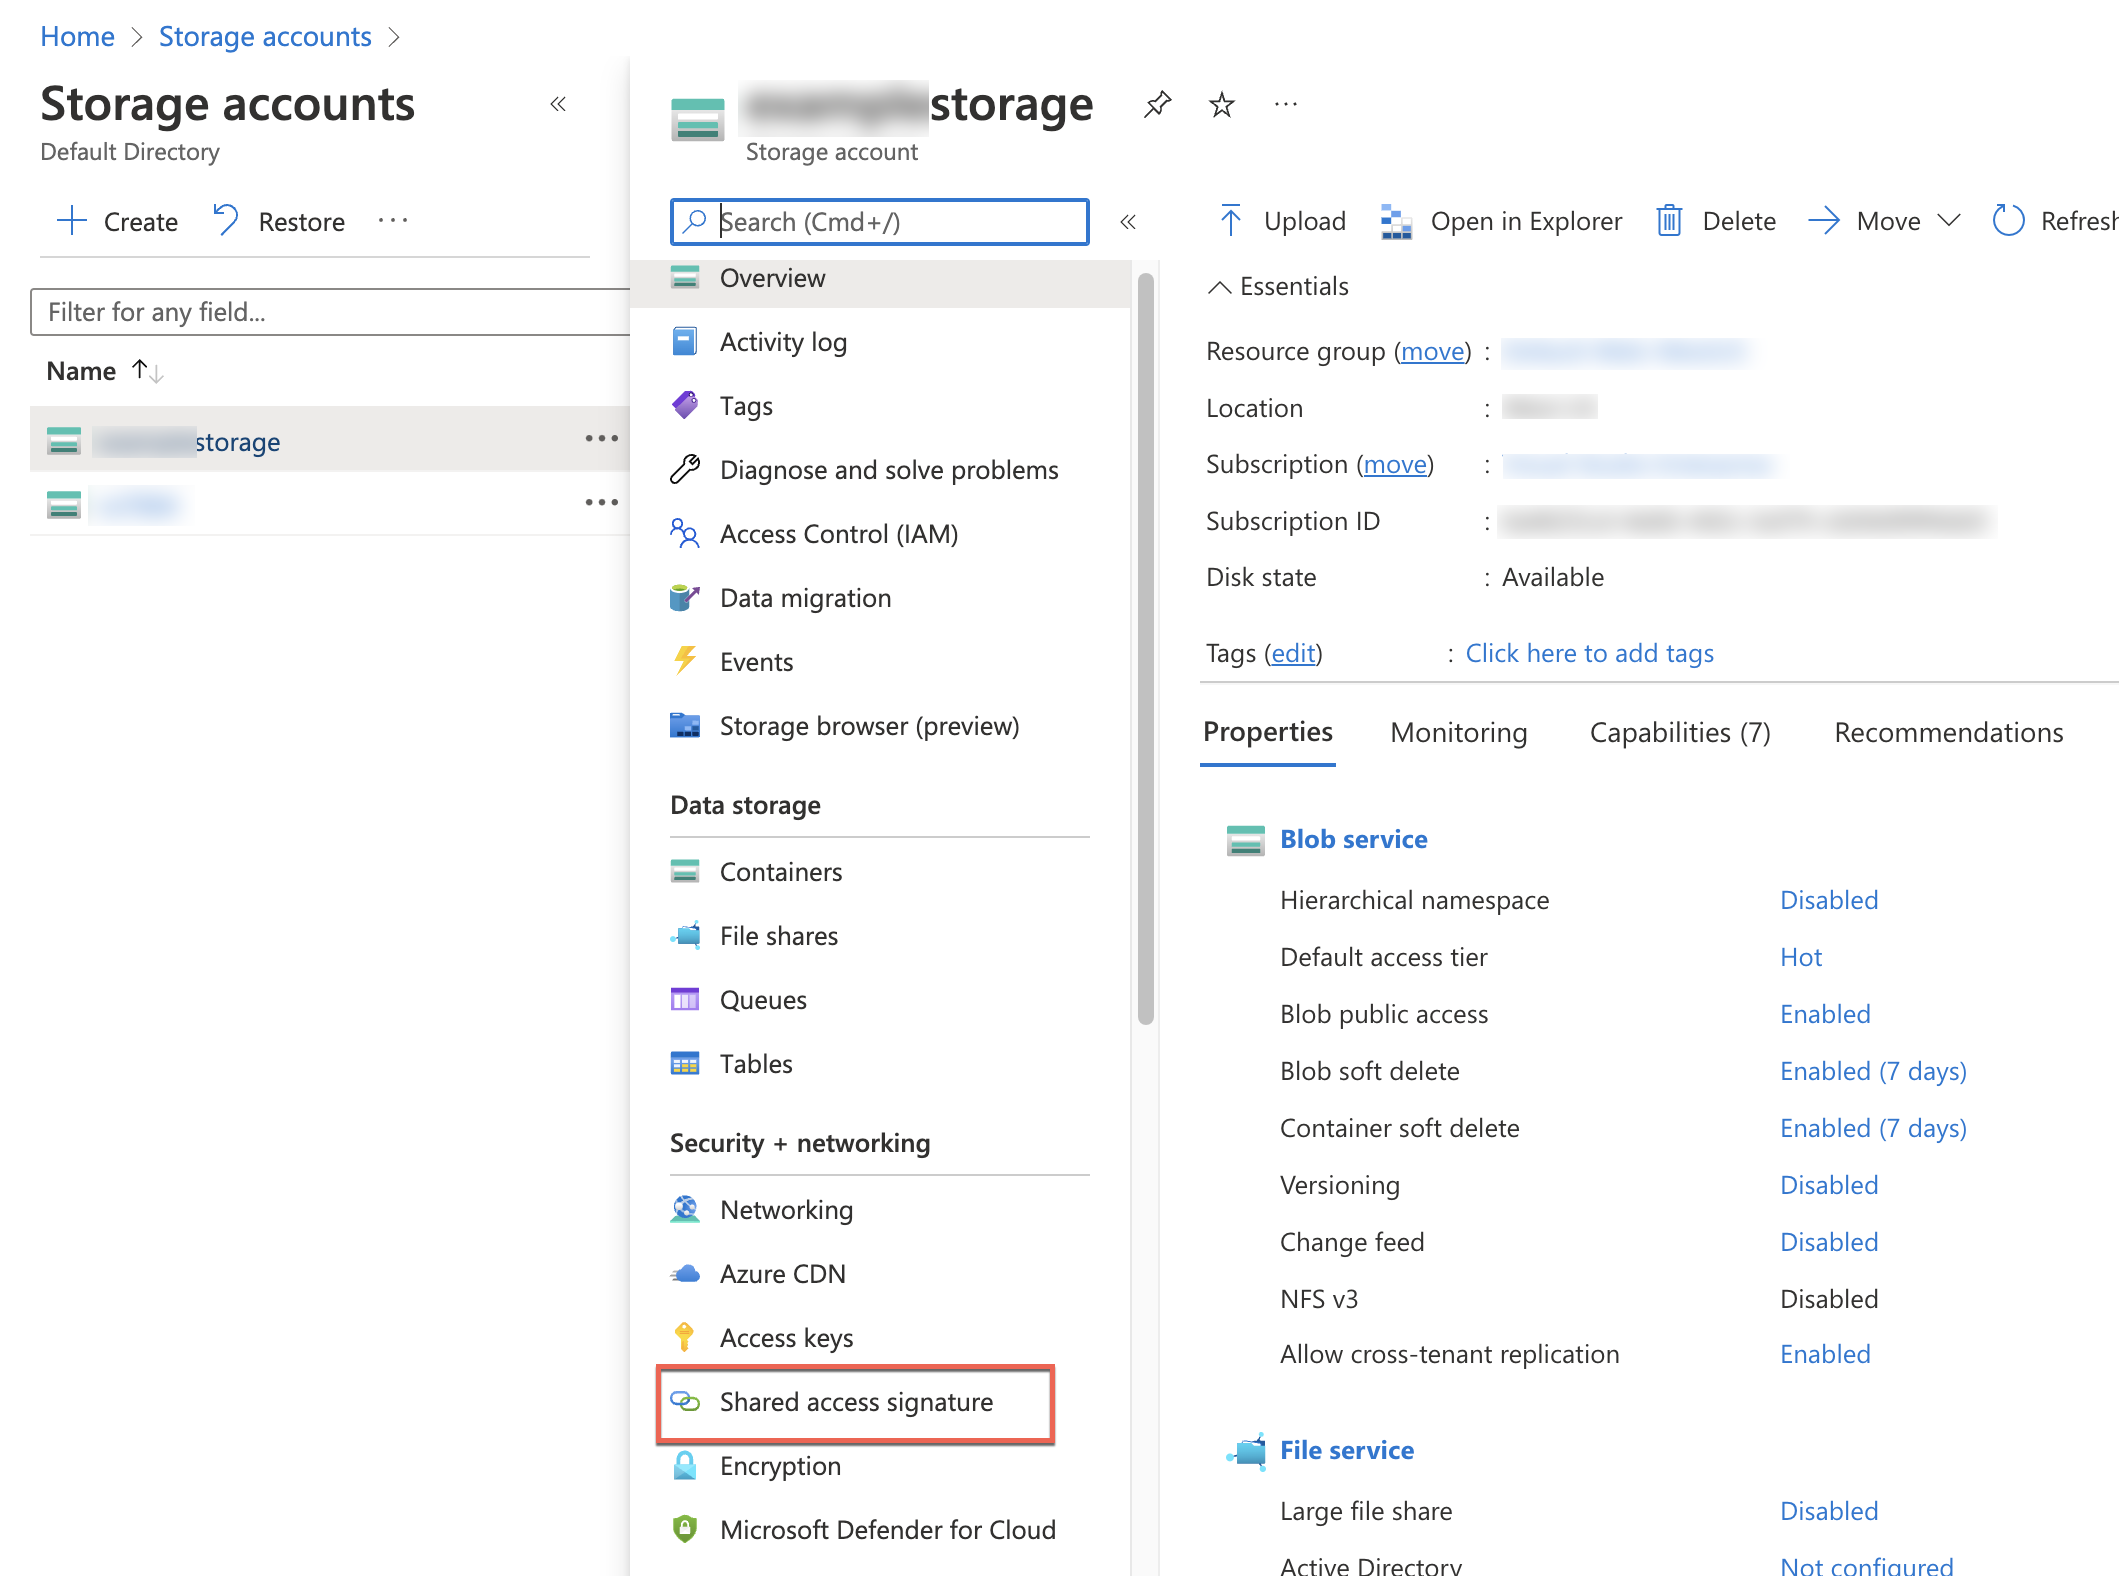 Home > Storage accounts >
Storage accounts «
Default Directory
Create Restore ...
Filter for any field...
Name ↑↓
storage ...
...
storage ...
Storage account
Search (Cmd+/) «
Overview
Activity log
Tags
Diagnose and solve problems
Access Control (IAM)
Data migration
Events
Storage browser (preview)
Data storage
Containers
File shares
Queues
Tables
Security + networking
Networking
Azure CDN
Access keys
Shared access signature
Encryption
Microsoft Defender for Cloud
Upload Open in Explorer Delete Move Refresh
Essentials
Resource group (move) :
Location :
Subscription (move) :
Subscription ID :
Disk state : Available
Tags (edit) : Click here to add tags
Properties Monitoring Capabilities (7) Recommendations
Blob service
Hierarchical namespace Disabled
Default access tier Hot
Blob public access Enabled
Blob soft delete Enabled (7 days)
Container soft delete Enabled (7 days)
Versioning Disabled
Change feed Disabled
NFS v3 Disabled
Allow cross-tenant replication Enabled
File service
Large file share Disabled
Active Directory Not configured